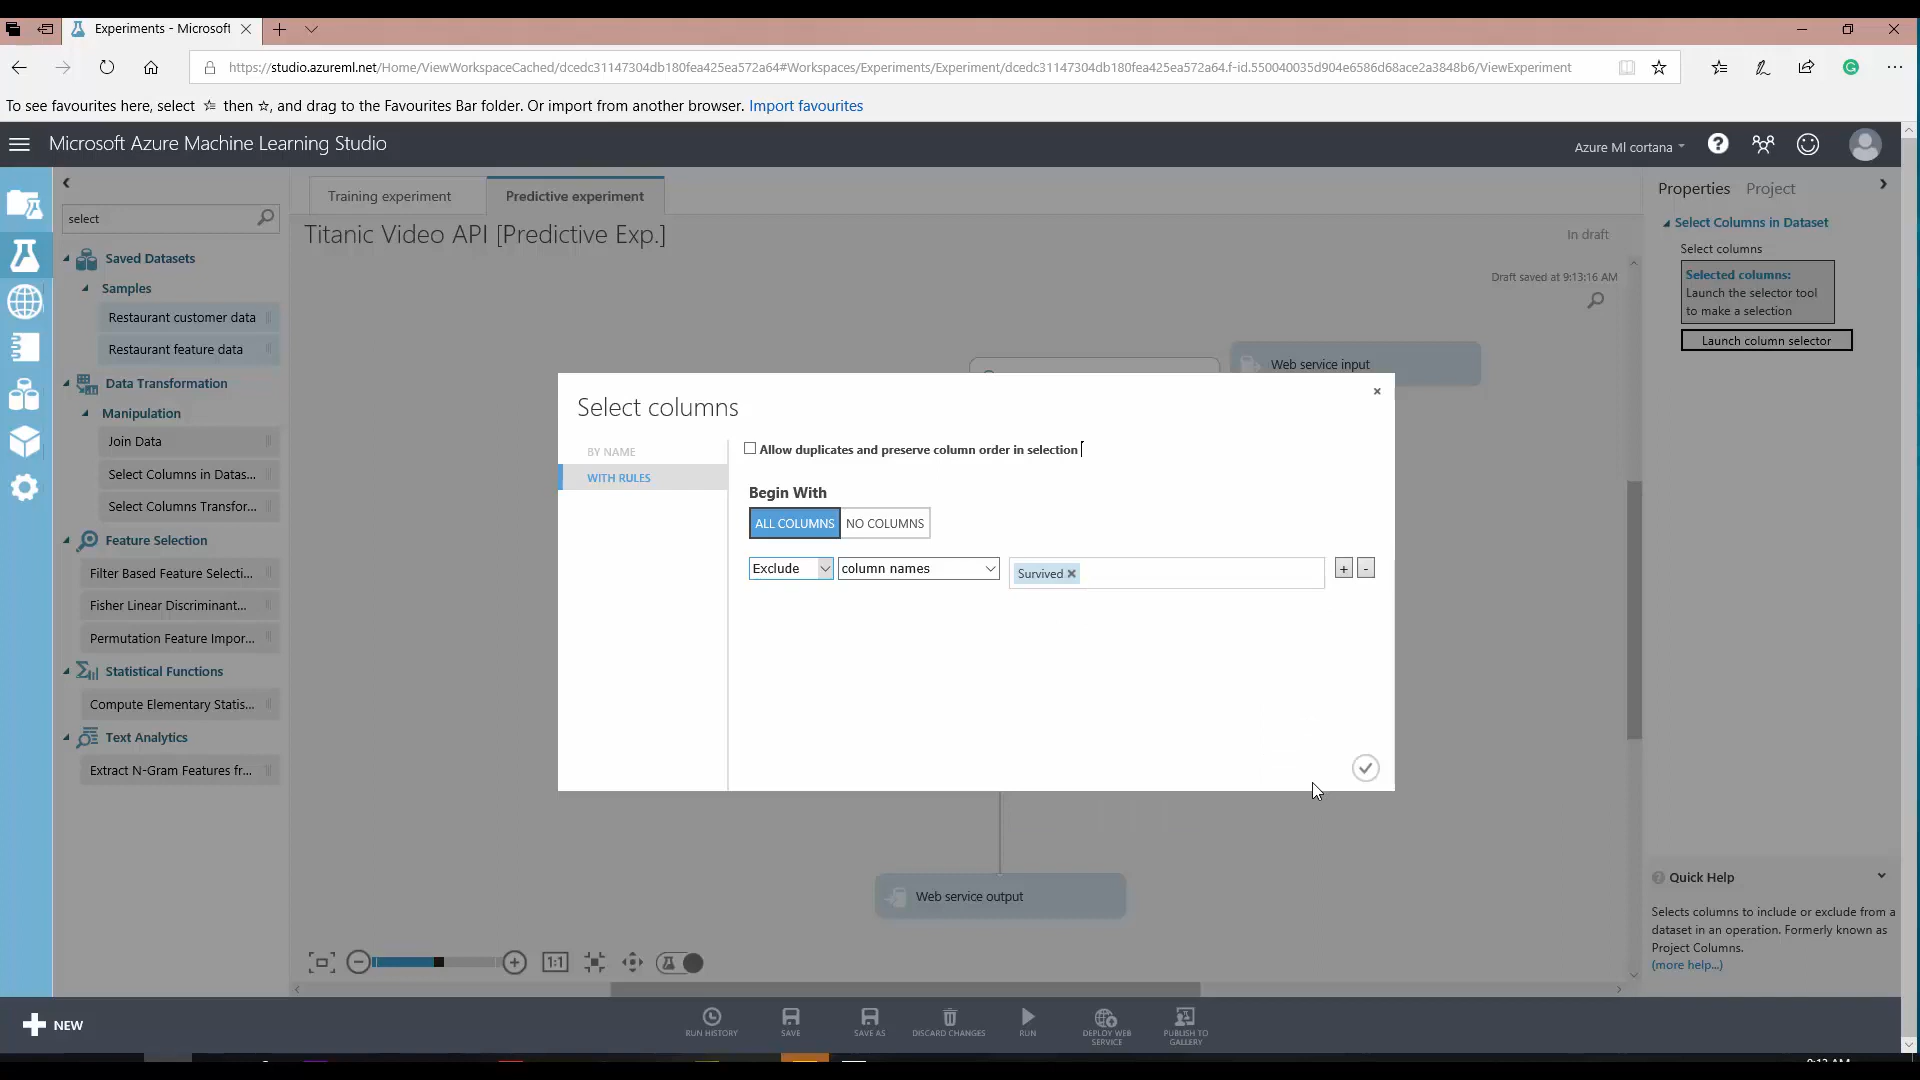 Experiments - Microsoft
https://studio.azureml.net/Home/ViewWorkspaceCached/dcedc31147304db180fea425ea572a64#Workspaces/Experiments/Experiment/dcedc31147304db180fea425ea572a64.f-id.550040035d904e6586d68ace2a3848b6/ViewExperiment
To see favourites here, select then ☆, and drag to the Favourites Bar folder. Or import from another browser. Import favourites
Microsoft Azure Machine Learning Studio
Azure Ml cortana
select
Saved Datasets
Samples
Restaurant customer data
Restaurant feature data
Data Transformation
Manipulation
Join Data
Select Columns in Datas...
Select Columns Transfor...
Feature Selection
Filter Based Feature Selecti...
Fisher Linear Discriminant...
Permutation Feature Impor...
Statistical Functions
Compute Elementary Statis...
Text Analytics
Extract N-Gram Features fr...
Training experiment
Predictive experiment
Titanic Video API [Predictive Exp.]
In draft
Draft saved at 9:13:16 AM
Web service input
Select columns
BY NAME
WITH RULES
Allow duplicates and preserve column order in selection
Begin With
ALL COLUMNS
NO COLUMNS
Exclude
column names
Survived
+
-
Web service output
1:1
Properties
Project
Select Columns in Dataset
Select columns
Selected columns:
Launch the selector tool
to make a selection
Launch column selector
Quick Help
Selects columns to include or exclude from a
dataset in an operation. Formerly known as
Project Columns.
(more help...)
NEW
RUN HISTORY
SAVE
SAVE AS
DISCARD CHANGES
RUN
DEPLOY WEB
SERVICE
PUBLISH TO
GALLERY